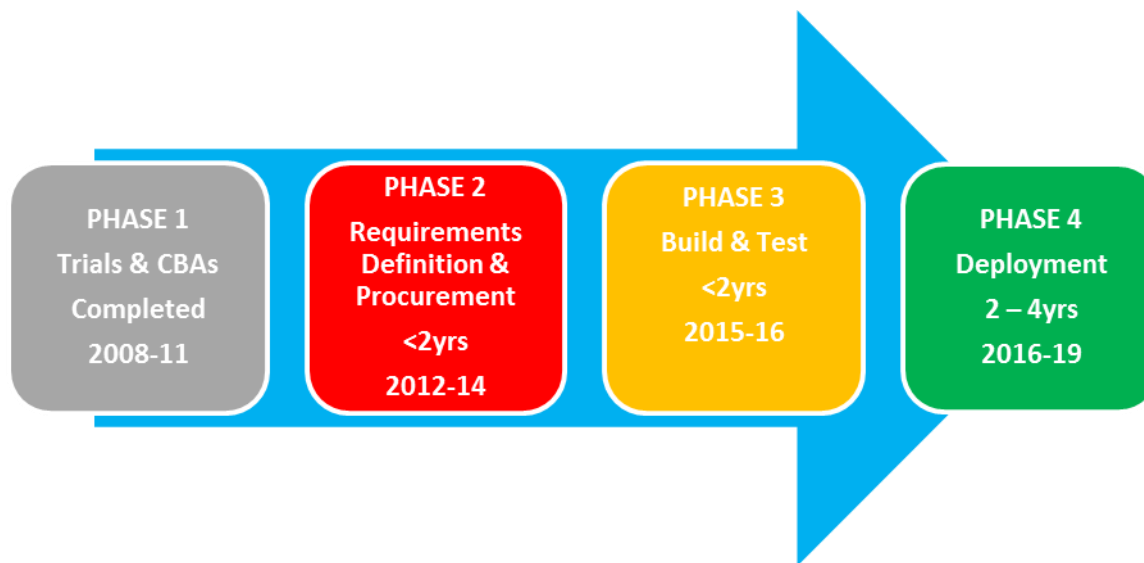 PHASE 1
Trials & CBAs
Completed
2008-11
PHASE 2
Requirements
Definition &
Procurement
<2yrs
2012-14
PHASE 3
Build & Test
<2yrs
2015-16
PHASE 4
Deployment
2 – 4yrs
2016-19